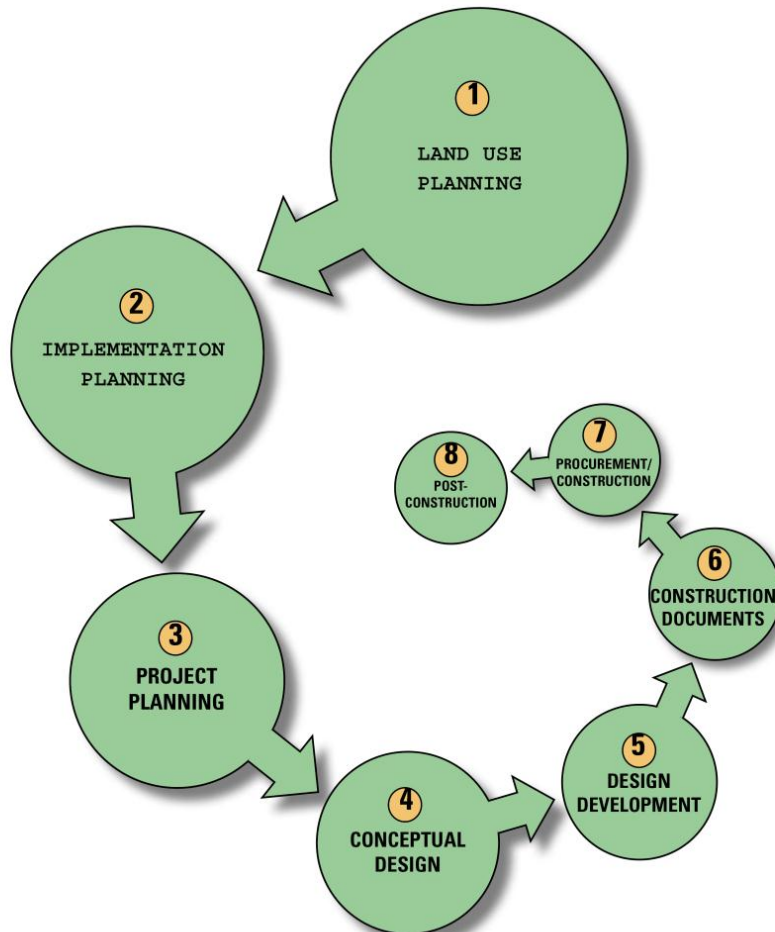 1
LAND USE
PLANNING
2
IMPLEMENTATION
PLANNING
3
PROJECT
PLANNING
4
CONCEPTUAL
DESIGN
5
DESIGN
DEVELOPMENT
6
CONSTRUCTION
DOCUMENTS
7
PROCUREMENT/
CONSTRUCTION
8
POST-
CONSTRUCTION